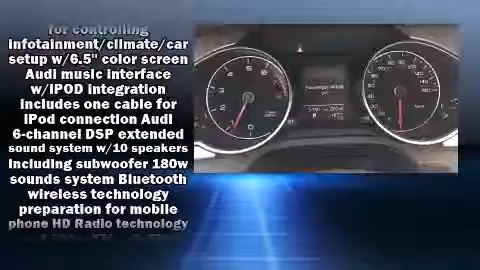 for controlling
infotainment/climate/car
setup w/6.5" color screen
Audi music interface
w/IPOD integration
includes one cable for
iPod connection Audi
6-channel DSP extended
sound system w/10 speakers
including subwoofer 180w
sounds system Bluetooth
wireless technology
preparation for mobile
phone HD Radio technology